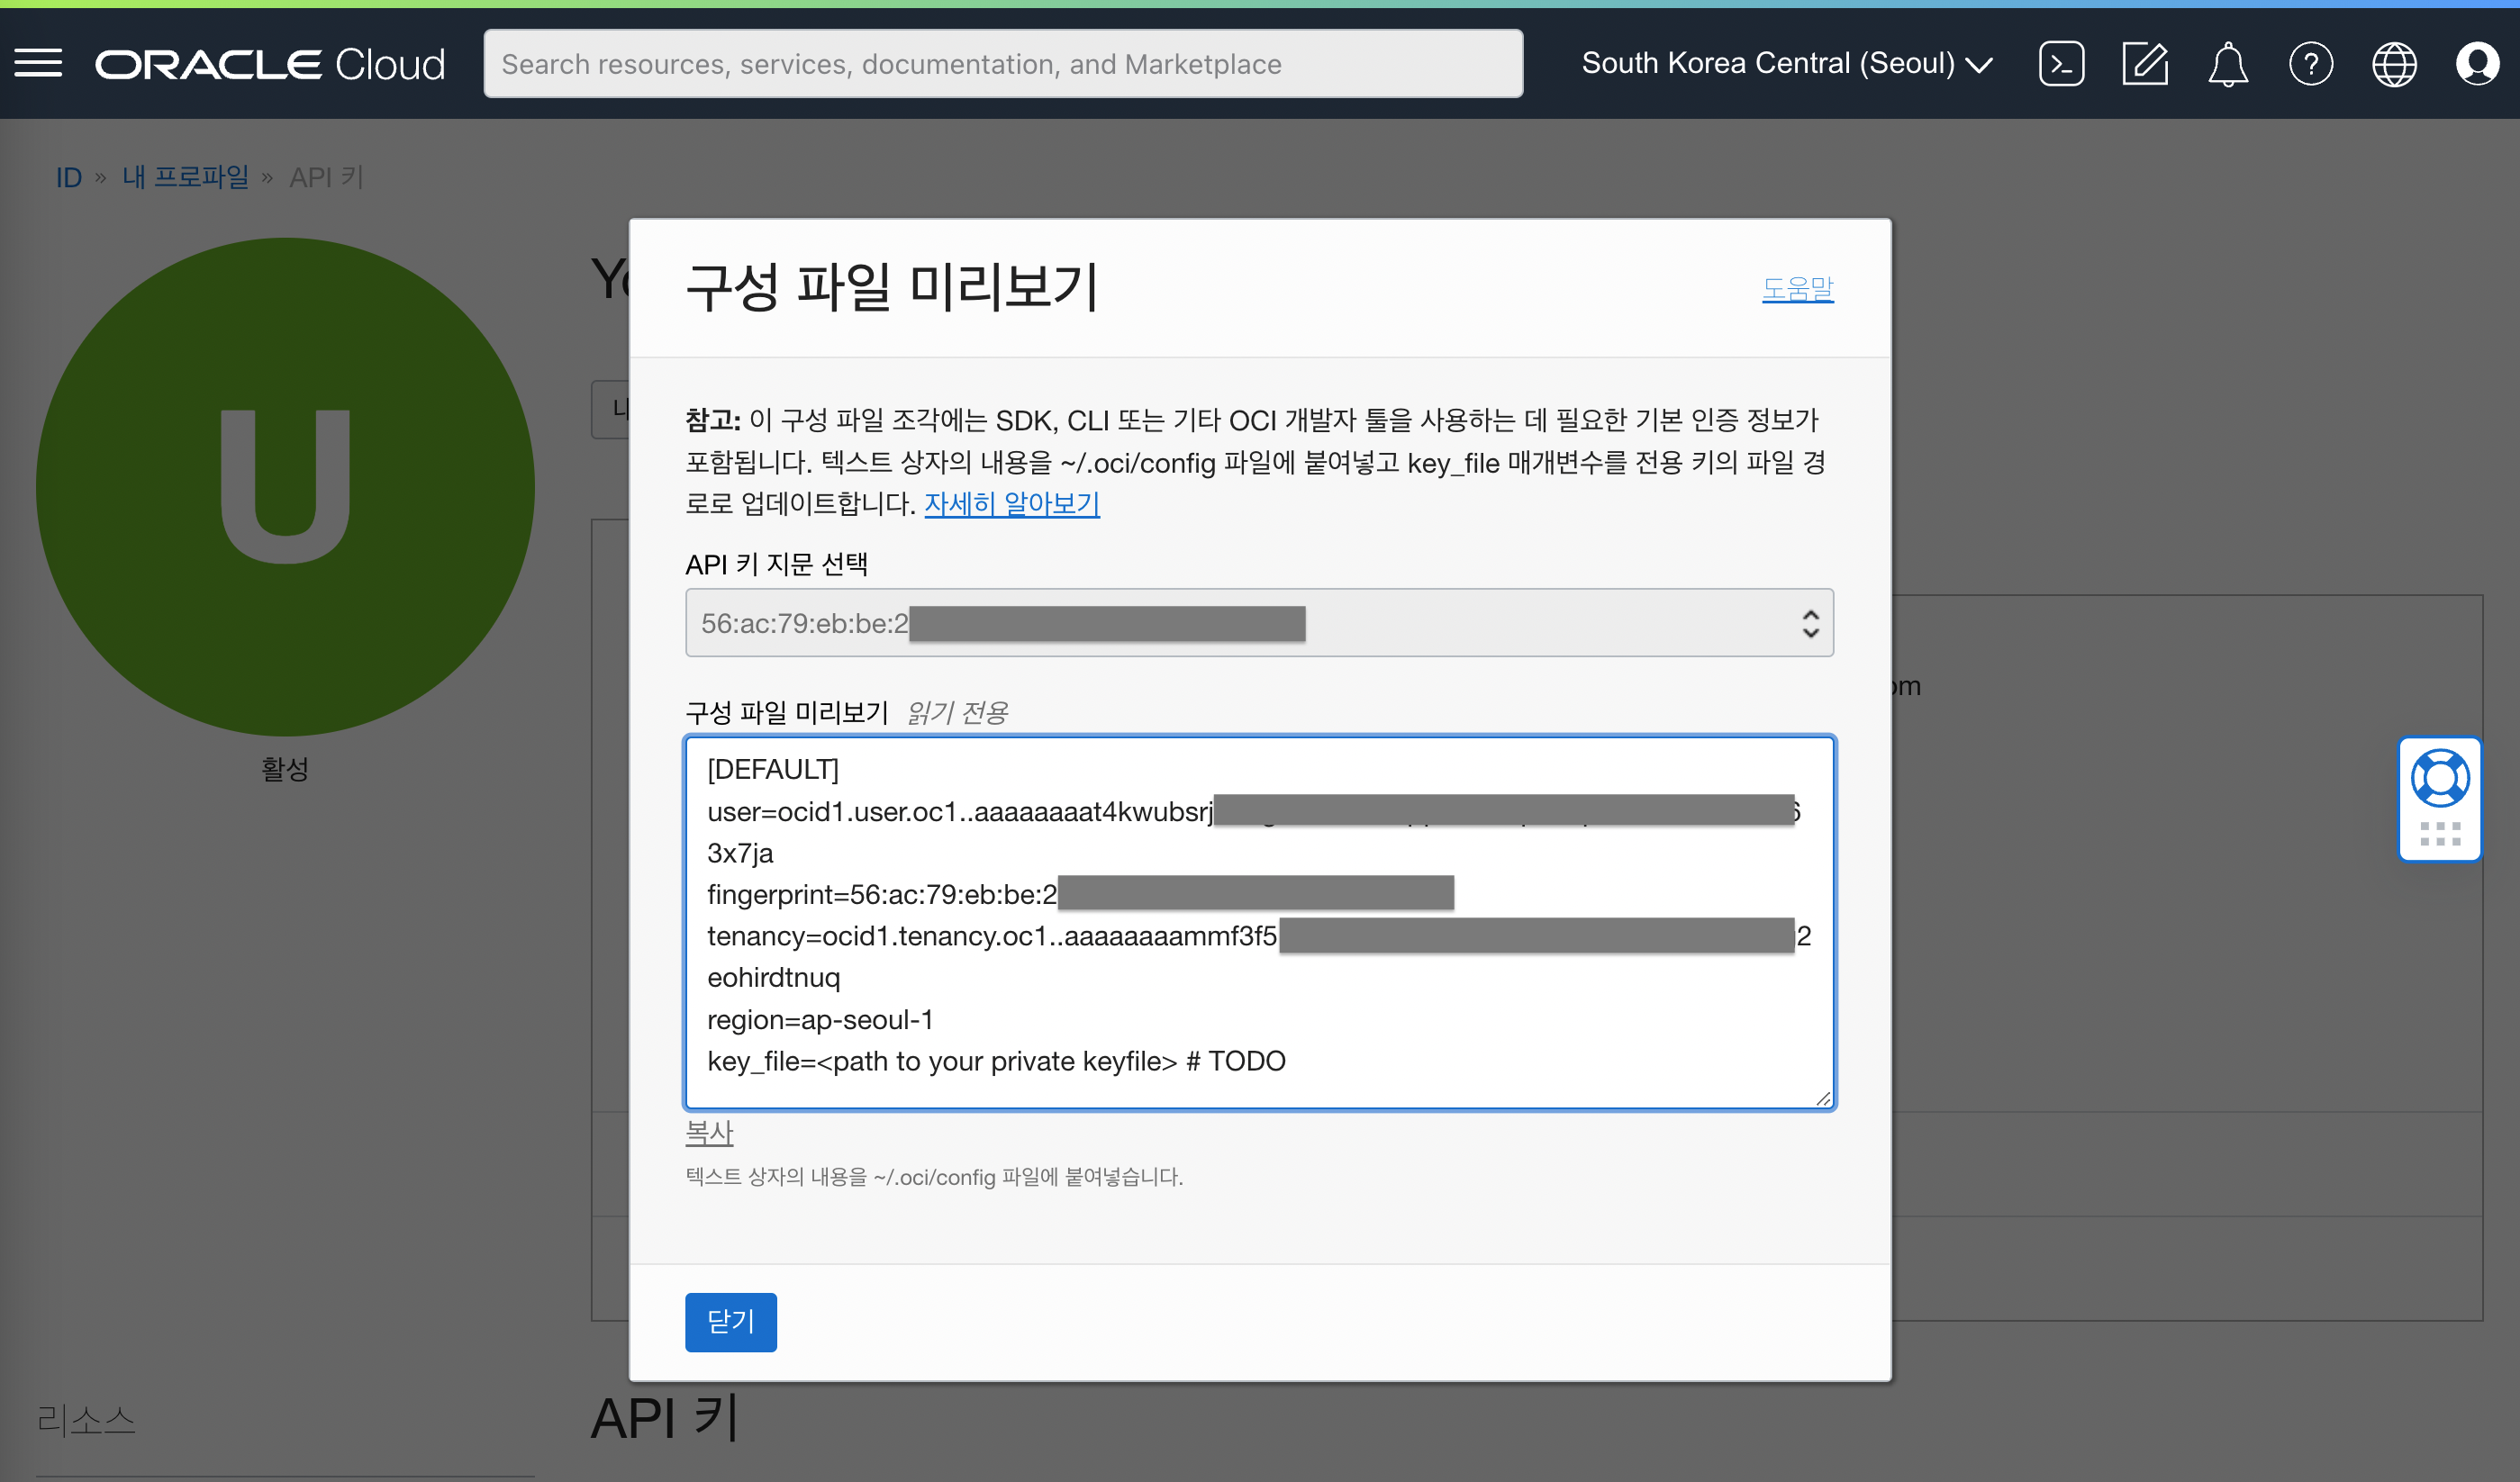 ORACLE Cloud
Search resources, services, documentation, and Marketplace
South Korea Central (Seoul)
ID » 내 프로파일 » API 키
U
활성
구성 파일 미리보기
도움말
참고: 이 구성 파일 조각에는 SDK, CLI 또는 기타 OCI 개발자 툴을 사용하는 데 필요한 기본 인증 정보가
포함됩니다. 텍스트 상자의 내용을 ~/.oci/config 파일에 붙여넣고 key_file 매개변수를 전용 키의 파일 경
로로 업데이트합니다. 자세히 알아보기
API 키 지문 선택
56:ac:79:eb:be:2
구성 파일 미리보기 읽기 전용
[DEFAULT]
user=ocid1.user.oc1..aaaaaaaat4kwubsrj
3x7ja
fingerprint=56:ac:79:eb:be:2
tenancy=ocid1.tenancy.oc1..aaaaaaaammf3f5 2
eohirdtnuq
region=ap-seoul-1
key_file=<path to your private keyfile> # TODO
복사
텍스트 상자의 내용을 ~/.oci/config 파일에 붙여넣습니다.
닫기
리소스
API 키